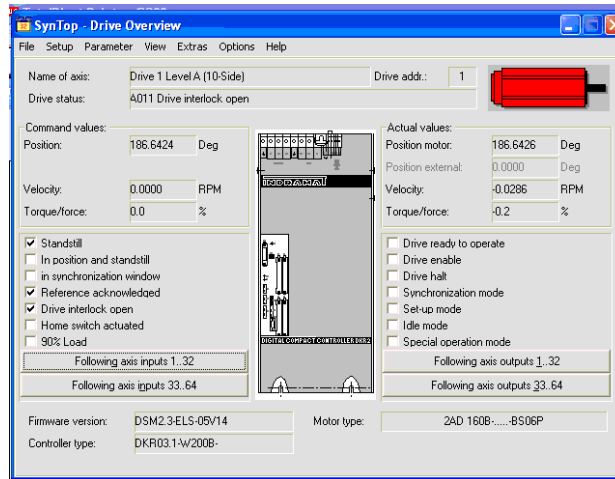 SynTop - Drive Overview
File Setup Parameter View Extras Options Help
Name of axis: Drive 1 Level A (10-Side) Drive addr.: 1
Drive status: A011 Drive interlock open
Command values: Actual values:
Position: 186.6424 Deg Position motor: 186.6426 Deg
Position external: 0.0000 Deg
Velocity: 0.0000 RPM Velocity: -0.0286 RPM
Torque/force: 0.0 % Torque/force: -0.2 %
INDRAMAT
Standstill Drive ready to operate
In position and standstill Drive enable
in synchronization window Drive halt
Reference acknowledged Synchronization mode
Drive interlock open Set-up mode
Home switch actuated Idle mode
90% Load Special operation mode
DIGITAL COMPACT CONTROLLER DKR2
Following axis inputs 1..32 Following axis outputs 1..32
Following axis inputs 33..64 Following axis outputs 33..64
Firmware version: DSM2.3-ELS-05V14 Motor type: 2AD 160B-.....-BS06P
Controller type: DKR03.1-W200B-